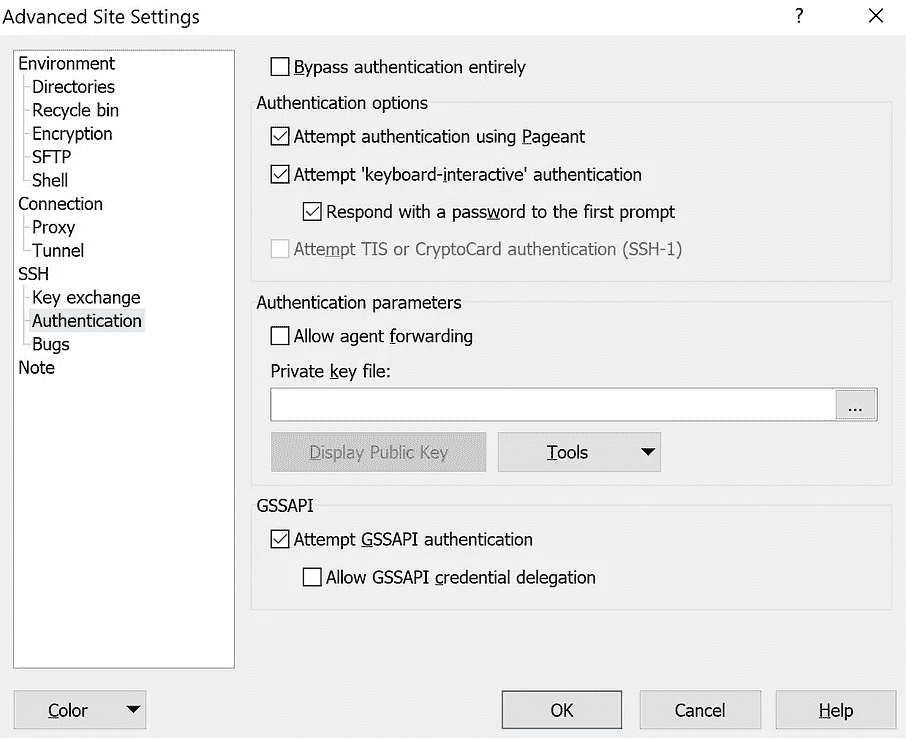 Advanced Site Settings
?
Environment
Directories
Recycle bin
Encryption
SFTP
Shell
Connection
Proxy
Tunnel
SSH
Key exchange
Authentication
Bugs
Note
Bypass authentication entirely
Authentication options
Attempt authentication using Pageant
Attempt 'keyboard-interactive' authentication
Respond with a password to the first prompt
Attempt TIS or CryptoCard authentication (SSH-1)
Authentication parameters
Allow agent forwarding
Private key file:
...
Display Public Key
Tools
GSSAPI
Attempt GSSAPI authentication
Allow GSSAPI credential delegation
Color
OK
Cancel
Help